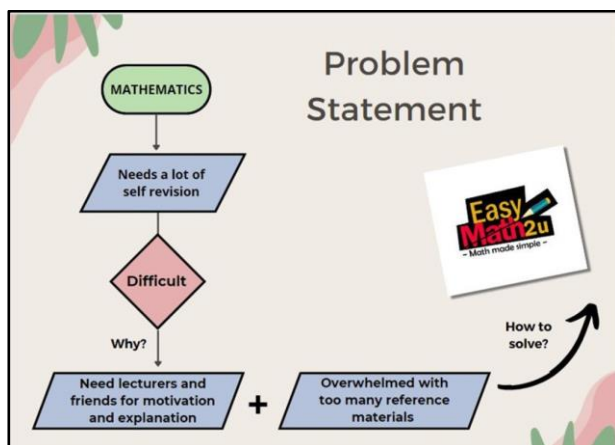 Problem
Statement
MATHEMATICS
Needs a lot of
self revision
Difficult
Why?
Need lecturers and
friends for motivation
and explanation
+
Overwhelmed with
too many reference
materials
How to
solve?
Easy
Math2u
~ Math made simple ~